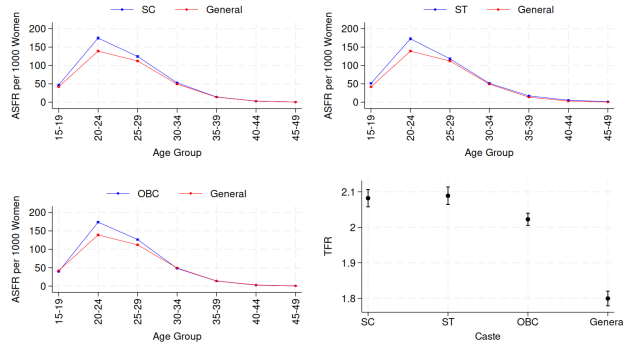 SC General
ASFR per 1000 Women
200
150
100
50
0
15-19 20-24 25-29 30-34 35-39 40-44 45-49
Age Group
ST General
ASFR per 1000 Women
200
150
100
50
0
15-19 20-24 25-29 30-34 35-39 40-44 45-49
Age Group
OBC General
ASFR per 1000 Women
200
150
100
50
0
15-19 20-24 25-29 30-34 35-39 40-44 45-49
Age Group
TFR
2.1
2
1.9
1.8
SC ST OBC General
Caste